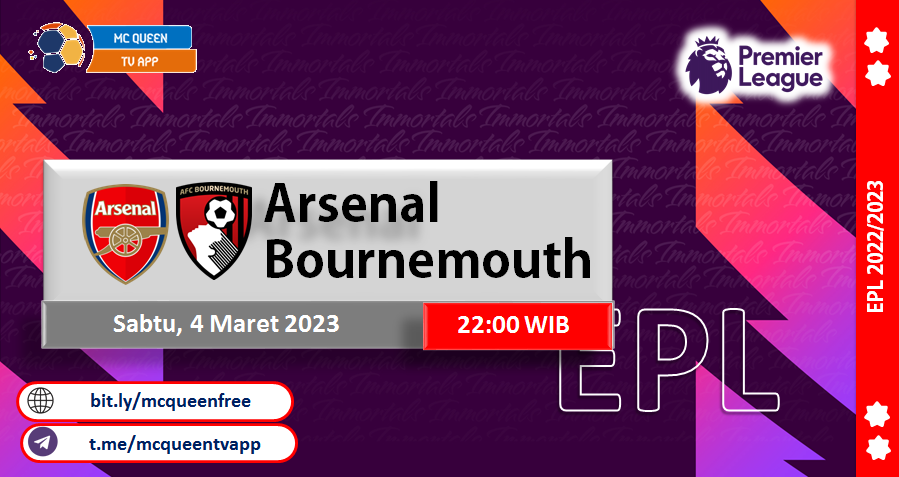 MC QUEEN
TV APP
Premier
League
Immortals
Arsenal
AFC BOURNEMOUTH
Arsenal
Bournemouth
Sabtu, 4 Maret 2023
22:00 WIB
EPL
EPL 2022/2023
bit.ly/mcqueenfree
t.me/mcqueentvapp